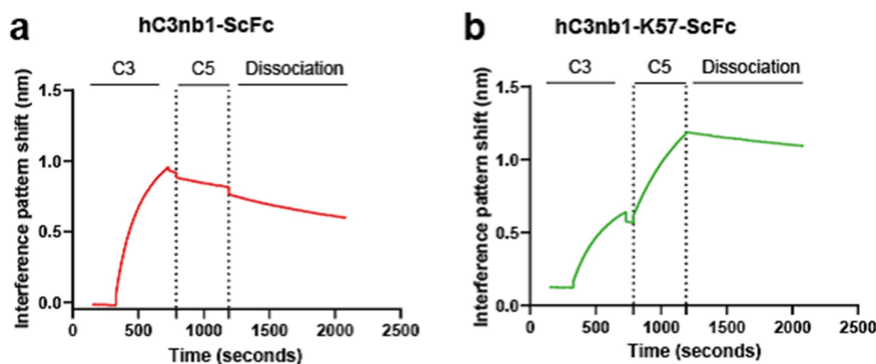 a
hC3nb1-ScFc
C3 C5 Dissociation
Interference pattern shift (nm)
1.5
1.0
0.5
0.0
0 500 1000 1500 2000 2500
Time (seconds)
b
hC3nb1-K57-ScFc
C3 C5 Dissociation
Interference pattern shift (nm)
1.5
1.0
0.5
0.0
0 500 1000 1500 2000 2500
Time (seconds)